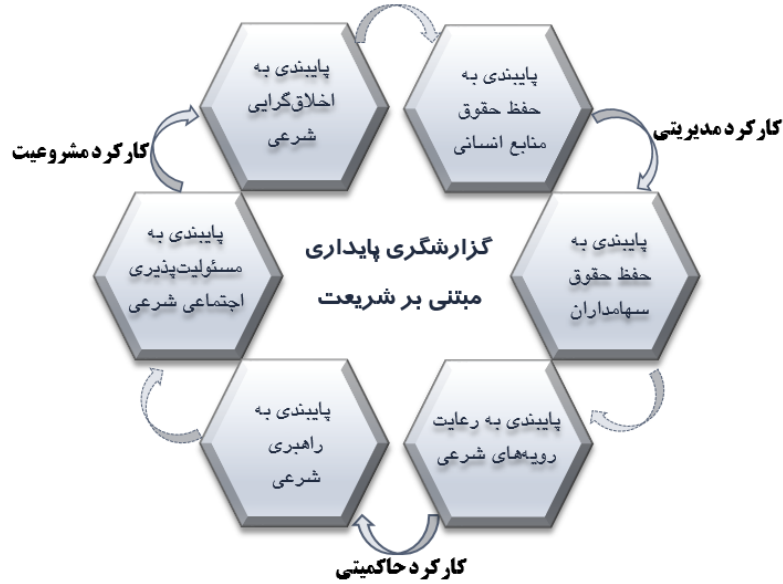 پایبندی به
اخلاق‌گرایی
شرعی
پایبندی به
حفظ حقوق
منابع انسانی
کارکرد مدیریتی
کارکرد مشروعیت
پایبندی به
مسئولیت‌پذیری
اجتماعی شرعی
گزارشگری پایداری
مبتنی بر شریعت
پایبندی به
حفظ حقوق
سهامداران
پایبندی به
راهبری
شرعی
پایبندی به رعایت
رویه‌های شرعی
کارکرد حاکمیتی